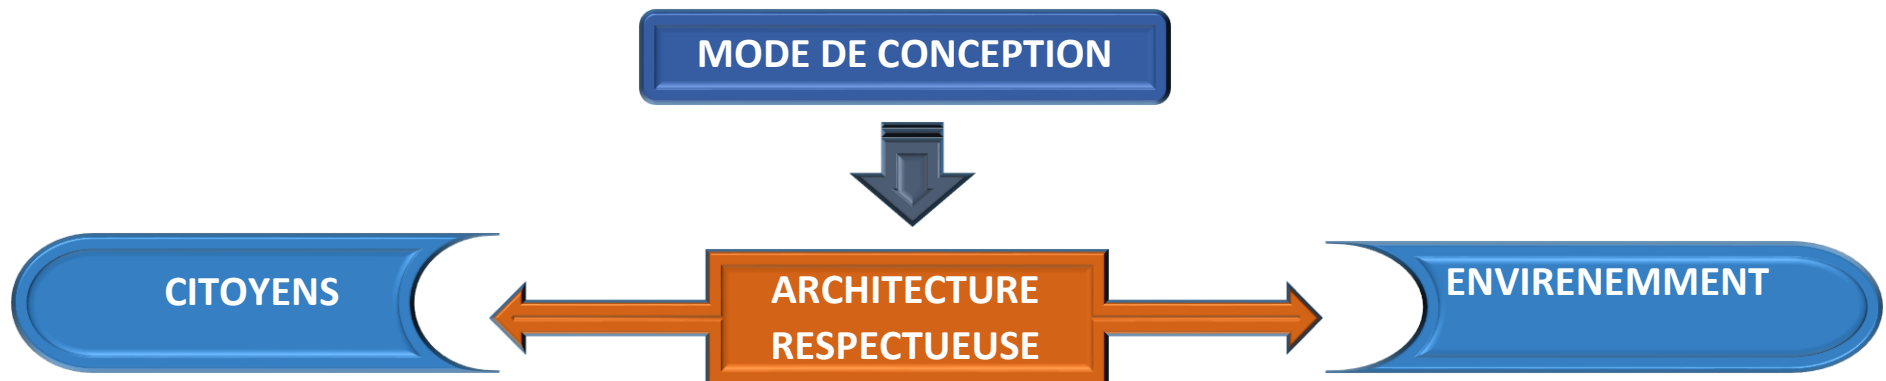 MODE DE CONCEPTION
CITOYENS
ARCHITECTURE
RESPECTUEUSE
ENVIRENEMMENT